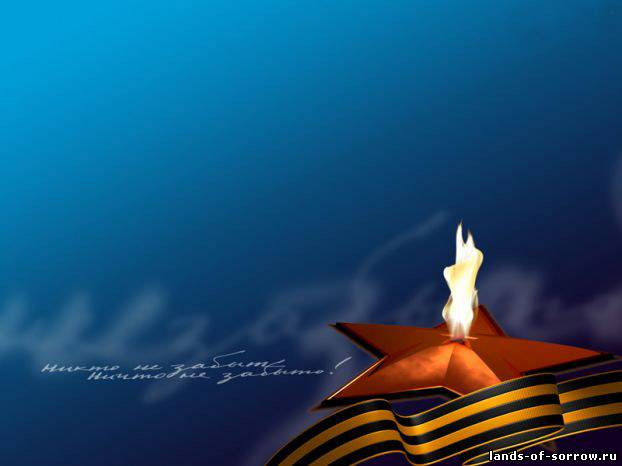 никто не забыт
ничто не забыто!
lands-of-sorrow.ru